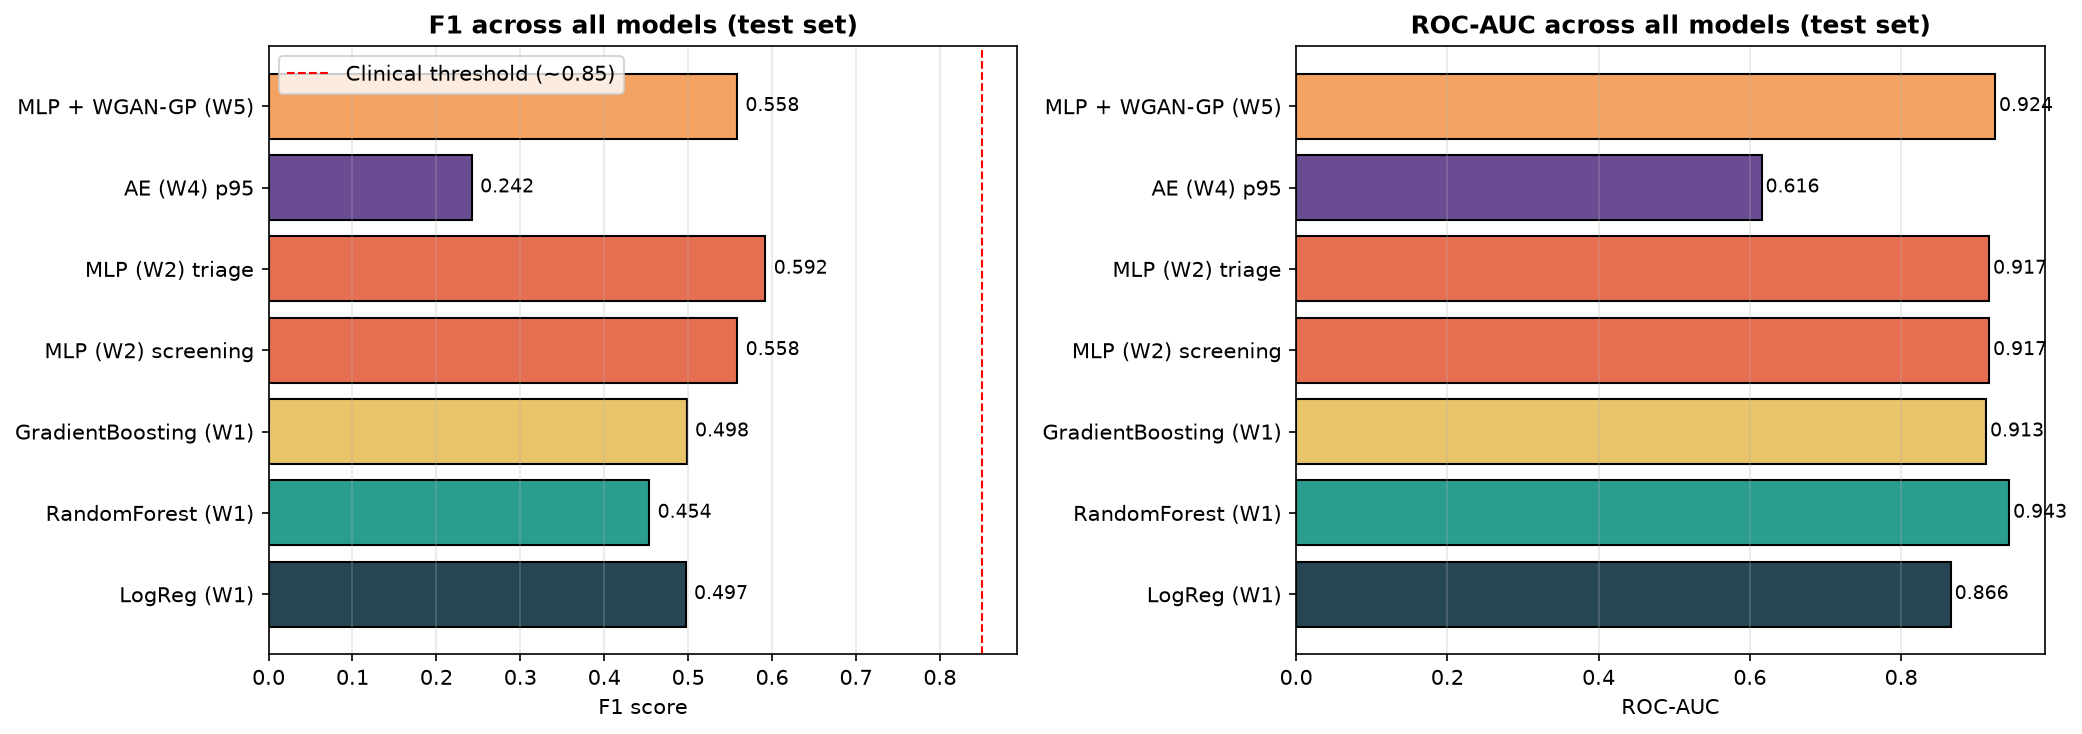 F1 across all models (test set)
Clinical threshold (~0.85)
MLP + WGAN-GP (W5)
0.558
AE (W4) p95
0.242
MLP (W2) triage
0.592
MLP (W2) screening
0.558
GradientBoosting (W1)
0.498
RandomForest (W1)
0.454
LogReg (W1)
0.497
0.0 0.1 0.2 0.3 0.4 0.5 0.6 0.7 0.8
F1 score
ROC-AUC across all models (test set)
MLP + WGAN-GP (W5)
0.924
AE (W4) p95
0.616
MLP (W2) triage
0.917
MLP (W2) screening
0.917
GradientBoosting (W1)
0.913
RandomForest (W1)
0.943
LogReg (W1)
0.866
0.0 0.2 0.4 0.6 0.8
ROC-AUC